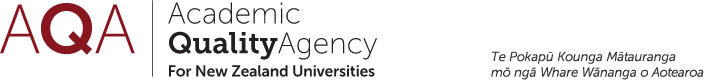 AQA
Academic
QualityAgency
For New Zealand Universities
Te Pokapū Kounga Mātauranga
mō ngā Whare Wānanga o Aotearoa